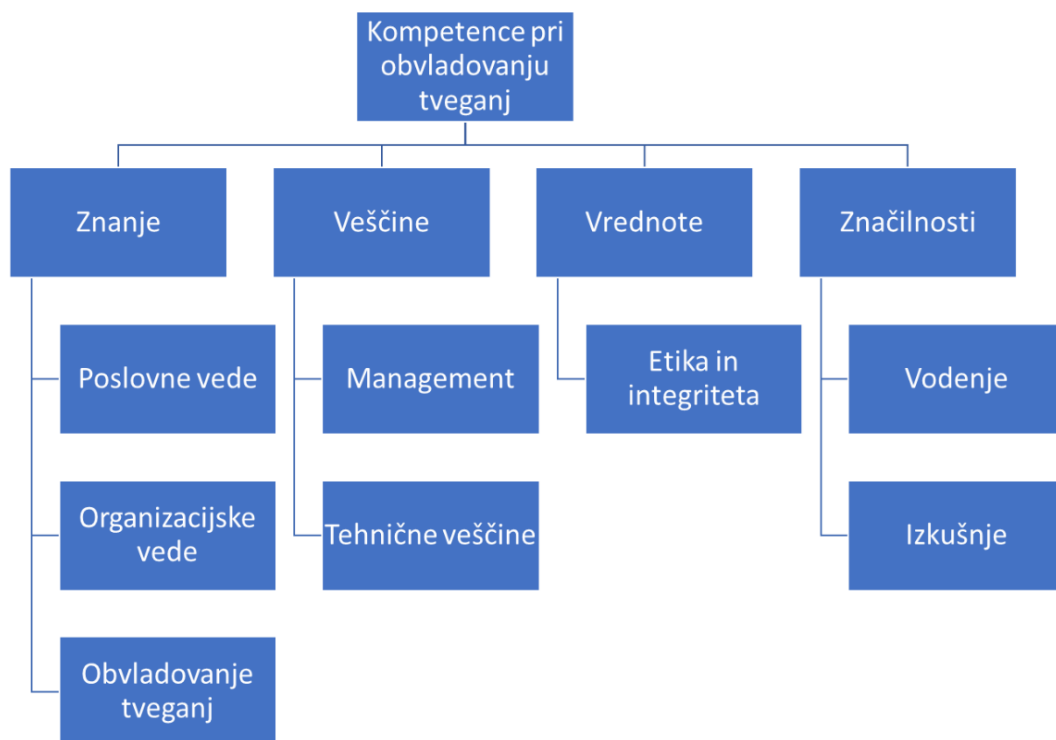 Kompetence pri
obvladovanju
tveganj
Znanje
Veščine
Vrednote
Značilnosti
Poslovne vede
Management
Etika in
integriteta
Vodenje
Organizacijske
vede
Tehnične veščine
Izkušnje
Obvladovanje
tveganj